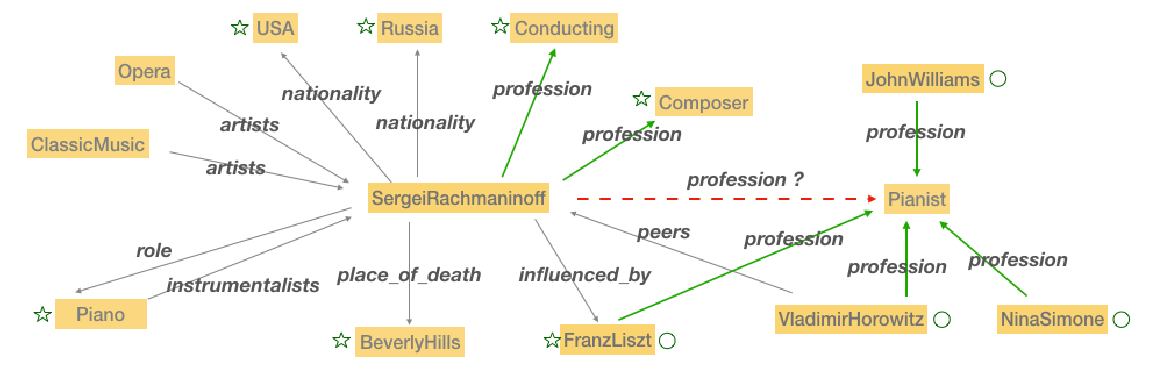 USA
Russia
Conducting
Opera
JohnWilliams
nationality
profession
Composer
artists
nationality
profession
profession
ClassicMusic
artists
profession ?
SergeiRachmaninoff
Pianist
role
peers
profession
instrumentalists
place_of_death
influenced_by
profession
profession
Piano
VladimirHorowitz
NinaSimone
BeverlyHills
FranzLiszt